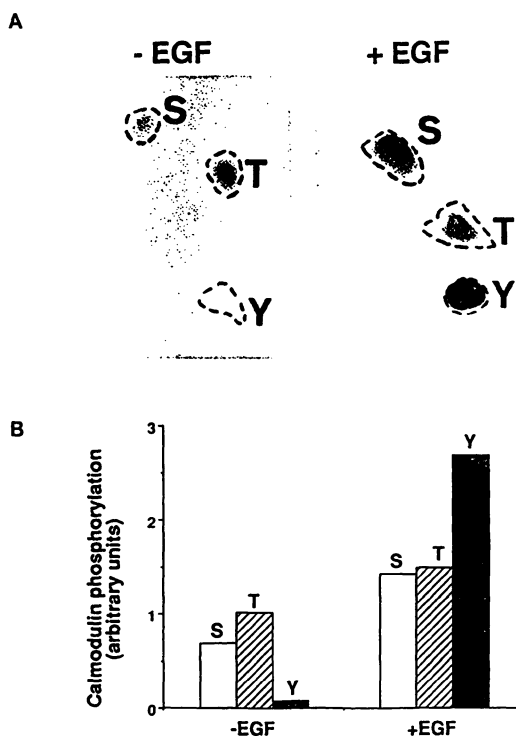 A
- EGF
+ EGF
S
T
Y
S
T
Y
B
Calmodulin phosphorylation
(arbitrary units)
3
2
1
0
S
T
Y
S
T
Y
-EGF
+EGF